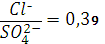 Cl-
SO₄²⁻ = 0,39